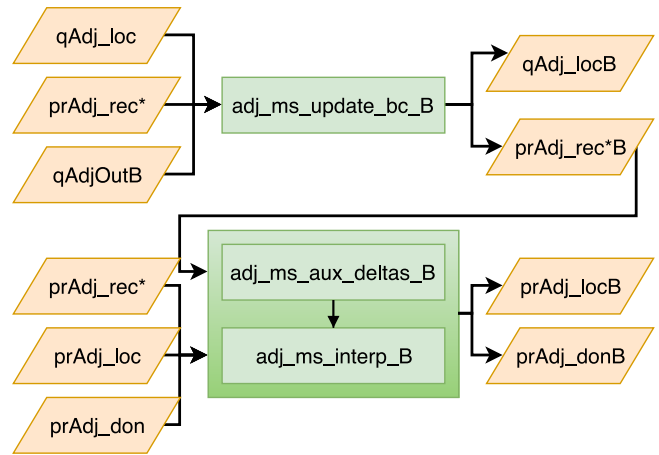 qAdj_loc
prAdj_rec*
qAdjOutB
adj_ms_update_bc_B
qAdj_locB
prAdj_rec*B
prAdj_rec*
prAdj_loc
prAdj_don
adj_ms_aux_deltas_B
adj_ms_interp_B
prAdj_locB
prAdj_donB